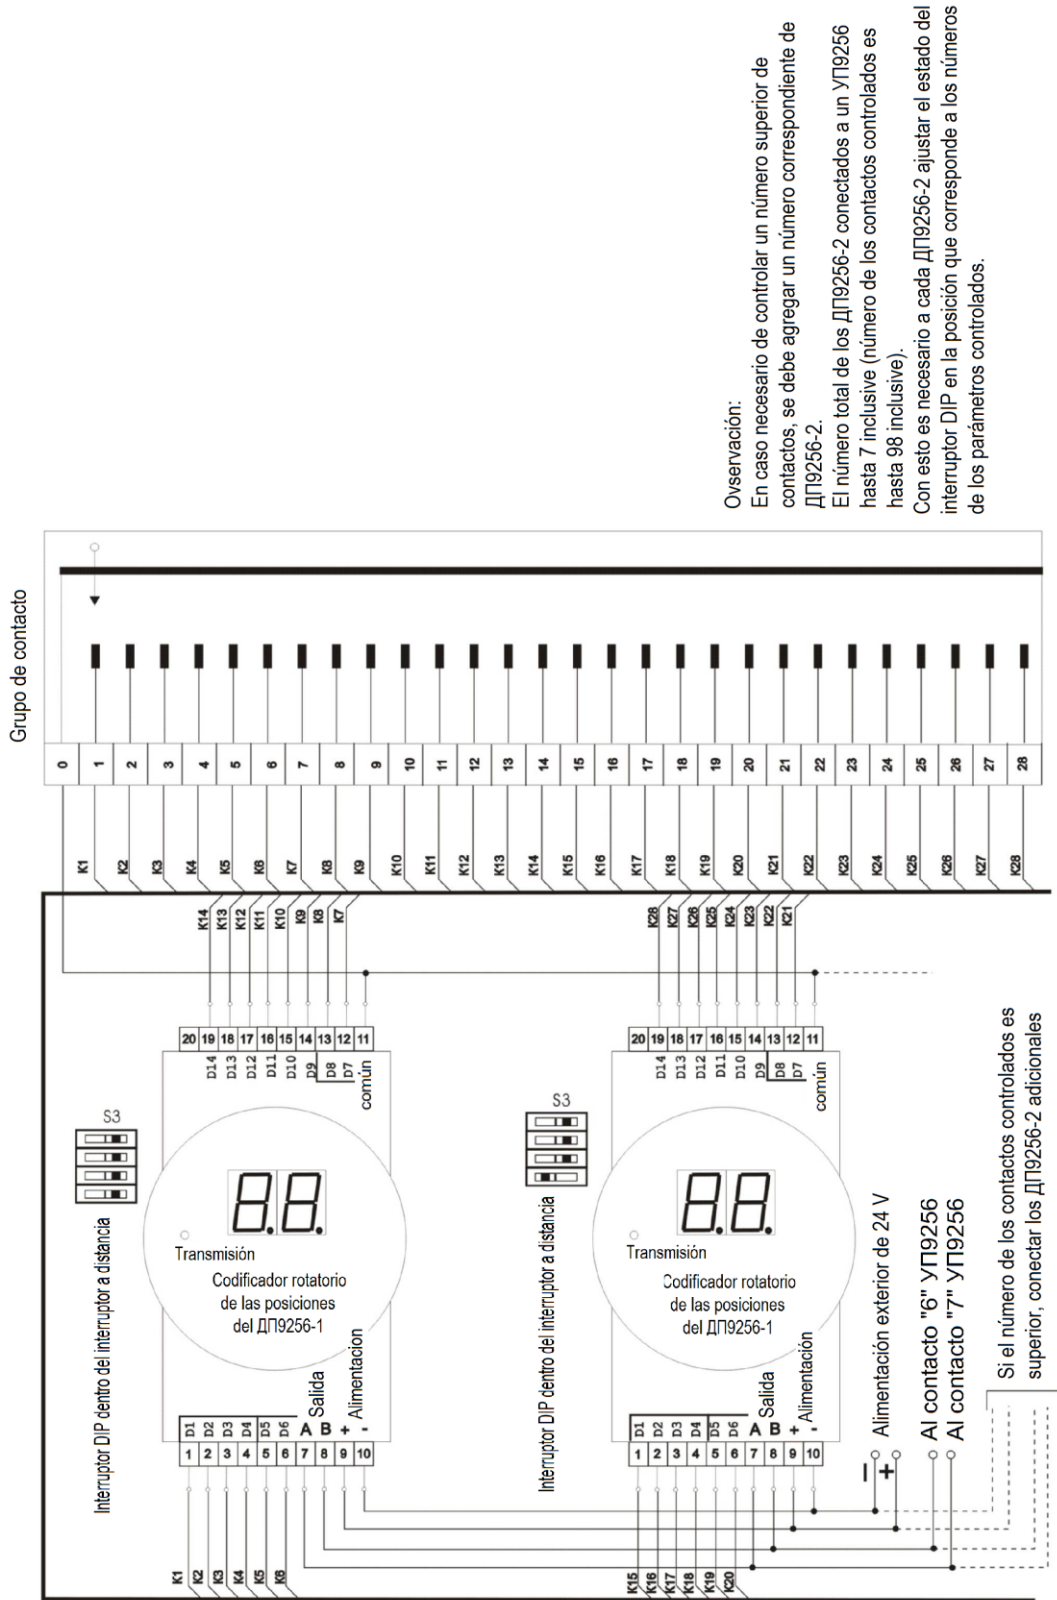 Grupo de contacto
0
1
2
3
4
5
6
7
8
9
10
11
12
13
14
15
16
17
18
19
20
21
22
23
24
25
26
27
28
K1
K2
K3
K4
K5
K6
K7
K8
K9
K10
K11
K12
K13
K14
K15
K16
K17
K18
K19
K20
K21
K22
K23
K24
K25
K26
K27
K28
K14
K13
K12
K11
K10
K9
K8
K7
K28
K27
K26
K25
K24
K23
K22
K21
20 19 18 17 16 15 14 13 12 11
D14
D13
D12
D11
D10
D9
D8
D7
común
20 19 18 17 16 15 14 13 12 11
D14
D13
D12
D11
D10
D9
D8
D7
común
S3
Interruptor DIP dentro del interruptor a distancia
Transmisión
8.8.
Codificador rotatorio
de las posiciones
del ДП9256-1
S3
Interruptor DIP dentro del interruptor a distancia
Transmisión
8.8.
Codificador rotatorio
de las posiciones
del ДП9256-1
D1
D2
D3
D4
D5
D6
A
B
+
-
Salida
Alimentacion
1 2 3 4 5 6 7 8 9 10
D1
D2
D3
D4
D5
D6
A
B
+
-
Salida
Alimentación
1 2 3 4 5 6 7 8 9 10
K1
K2
K3
K4
K5
K6
K15
K16
K17
K18
K19
K20
− Alimentación exterior de 24 V
+
Al contacto "6" УП9256
Al contacto "7" УП9256
Si el número de los contactos controlados es
superior, conectar los ДП9256-2 adicionales
Ovservación:
En caso necesario de controlar un número superior de
contactos, se debe agregar un número correspondiente de
ДП9256-2.
El número total de los ДП9256-2 conectados a un УП9256
hasta 7 inclusive (número de los contactos controlados es
hasta 98 inclusive).
Con esto es necesario a cada ДП9256-2 ajustar el estado del
interruptor DIP en la posición que corresponde a los números
de los parámetros controlados.